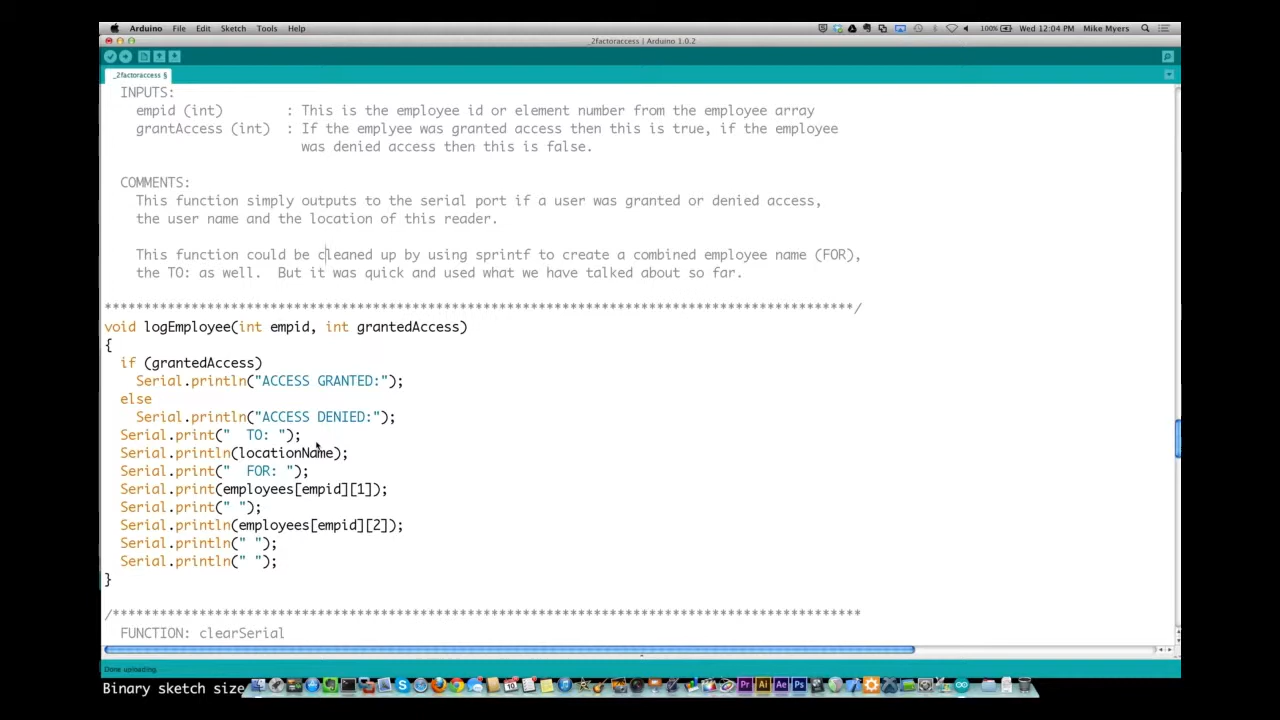 Arduino File Edit Sketch Tools Help 100% Wed 12:04 PM Mike Myers
_2factoraccess | Arduino 1.0.2
_2factoraccess §
INPUTS:
empid (int) : This is the employee id or element number from the employee array
grantAccess (int) : If the emplyee was granted access then this is true, if the employee
was denied access then this is false.
COMMENTS:
This function simply outputs to the serial port if a user was granted or denied access,
the user name and the location of this reader.
This function could be cleaned up by using sprintf to create a combined employee name (FOR),
the TO: as well. But it was quick and used what we have talked about so far.
***********************************************************************************************/
void logEmployee(int empid, int grantedAccess)
{
if (grantedAccess)
Serial.println("ACCESS GRANTED:");
else
Serial.println("ACCESS DENIED:");
Serial.print("  TO: ");
Serial.println(locationName);
Serial.print("  FOR: ");
Serial.print(employees[empid][1]);
Serial.print(" ");
Serial.println(employees[empid][2]);
Serial.println(" ");
Serial.println(" ");
}
/***********************************************************************************************
FUNCTION: clearSerial
Done uploading.
Binary sketch size